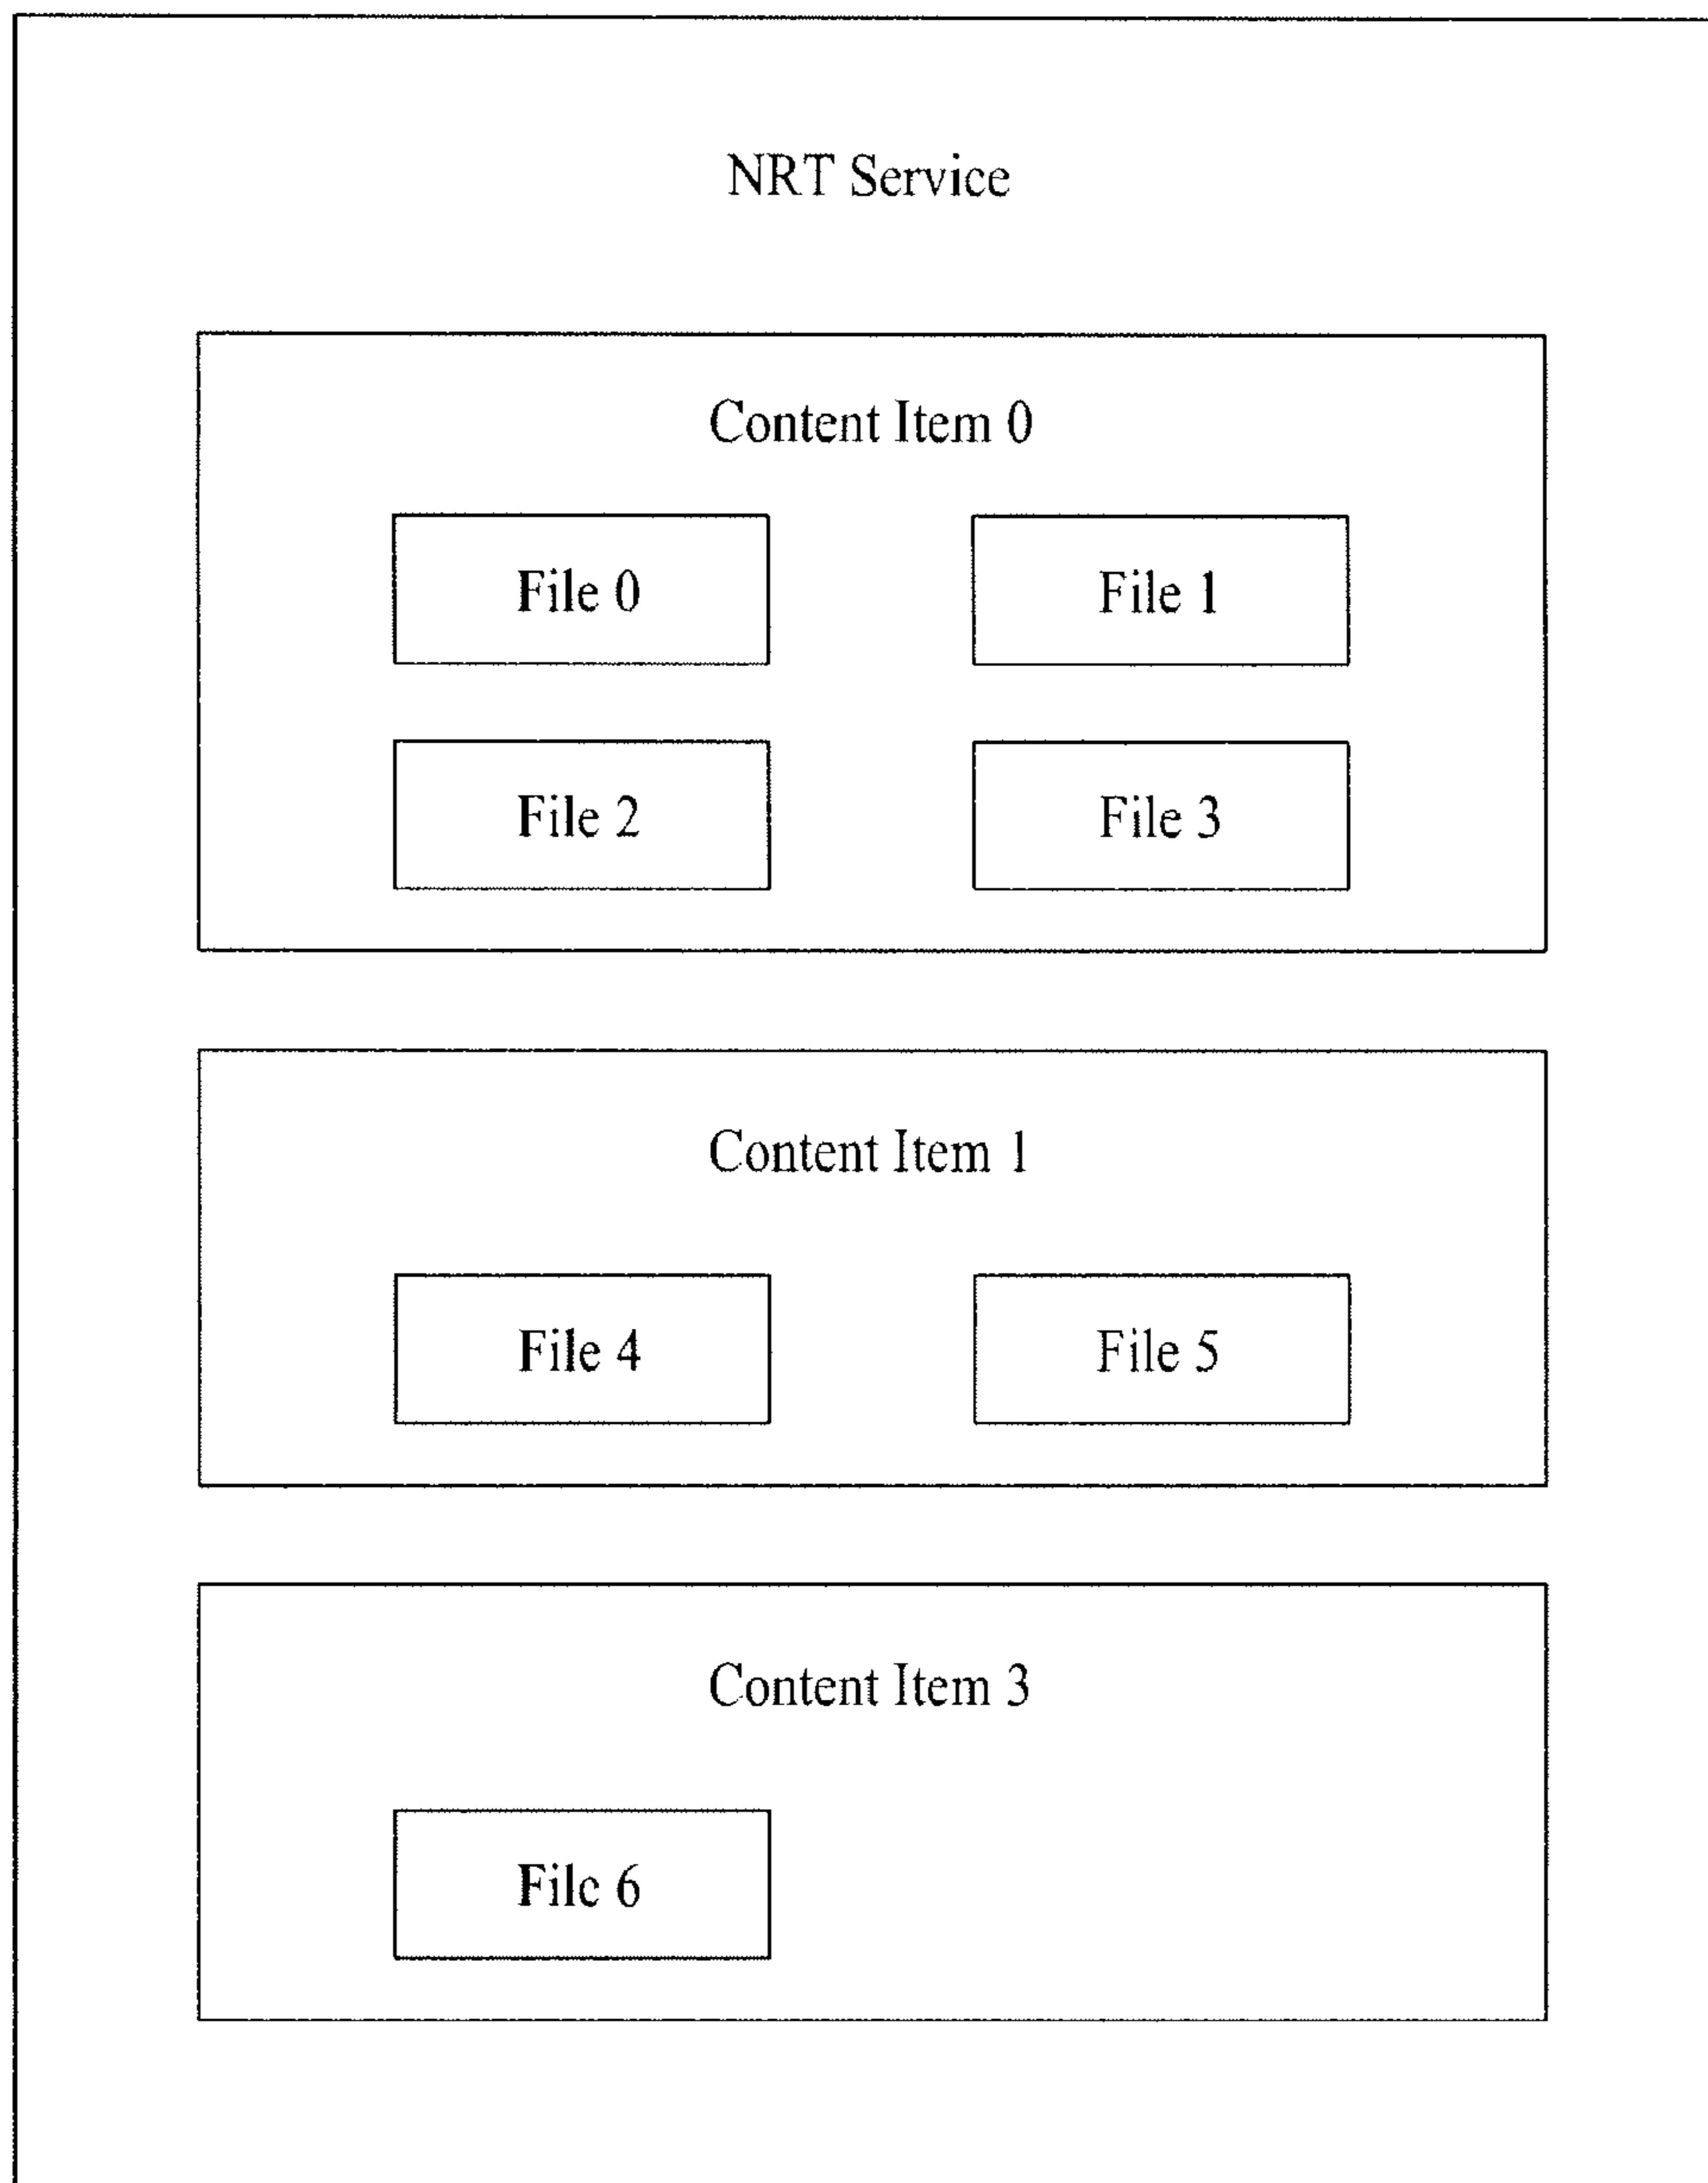 NRT Service
Content Item 0
File 0
File 1
File 2
File 3
Content Item 1
File 4
File 5
Content Item 3
File 6